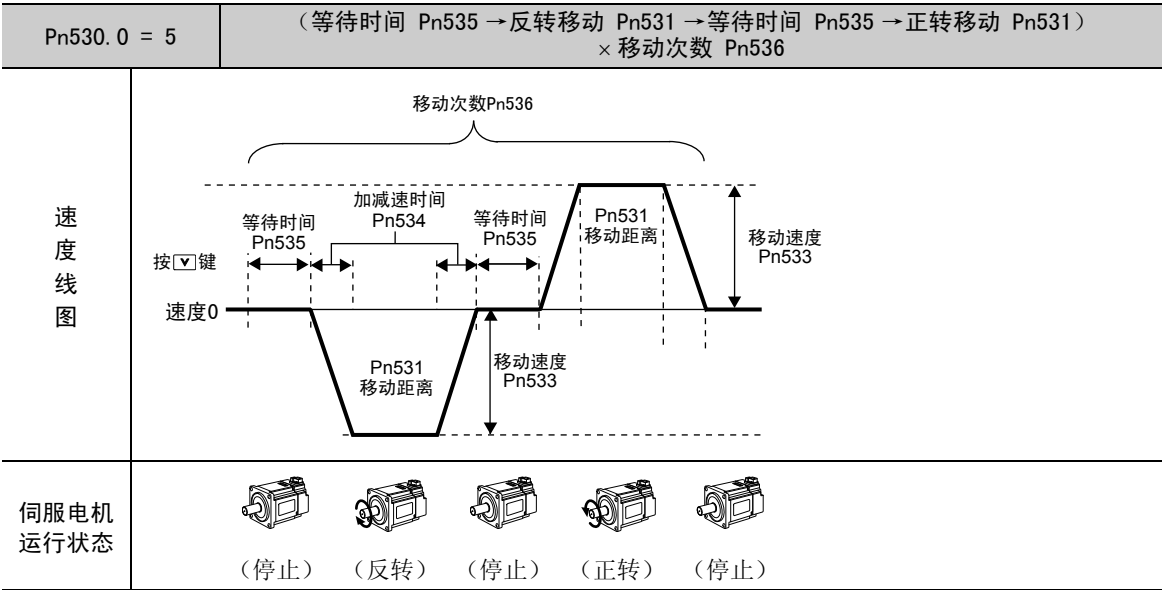 Pn530.0 = 5
（等待时间 Pn535 →反转移动 Pn531 →等待时间 Pn535 →正转移动 Pn531）
× 移动次数 Pn536
速度线图
移动次数Pn536
等待时间
Pn535
加减速时间
Pn534
等待时间
Pn535
Pn531
移动距离
移动速度
Pn533
按▼键
速度0
Pn531
移动距离
移动速度
Pn533
伺服电机
运行状态
（停止）（反转）（停止）（正转）（停止）